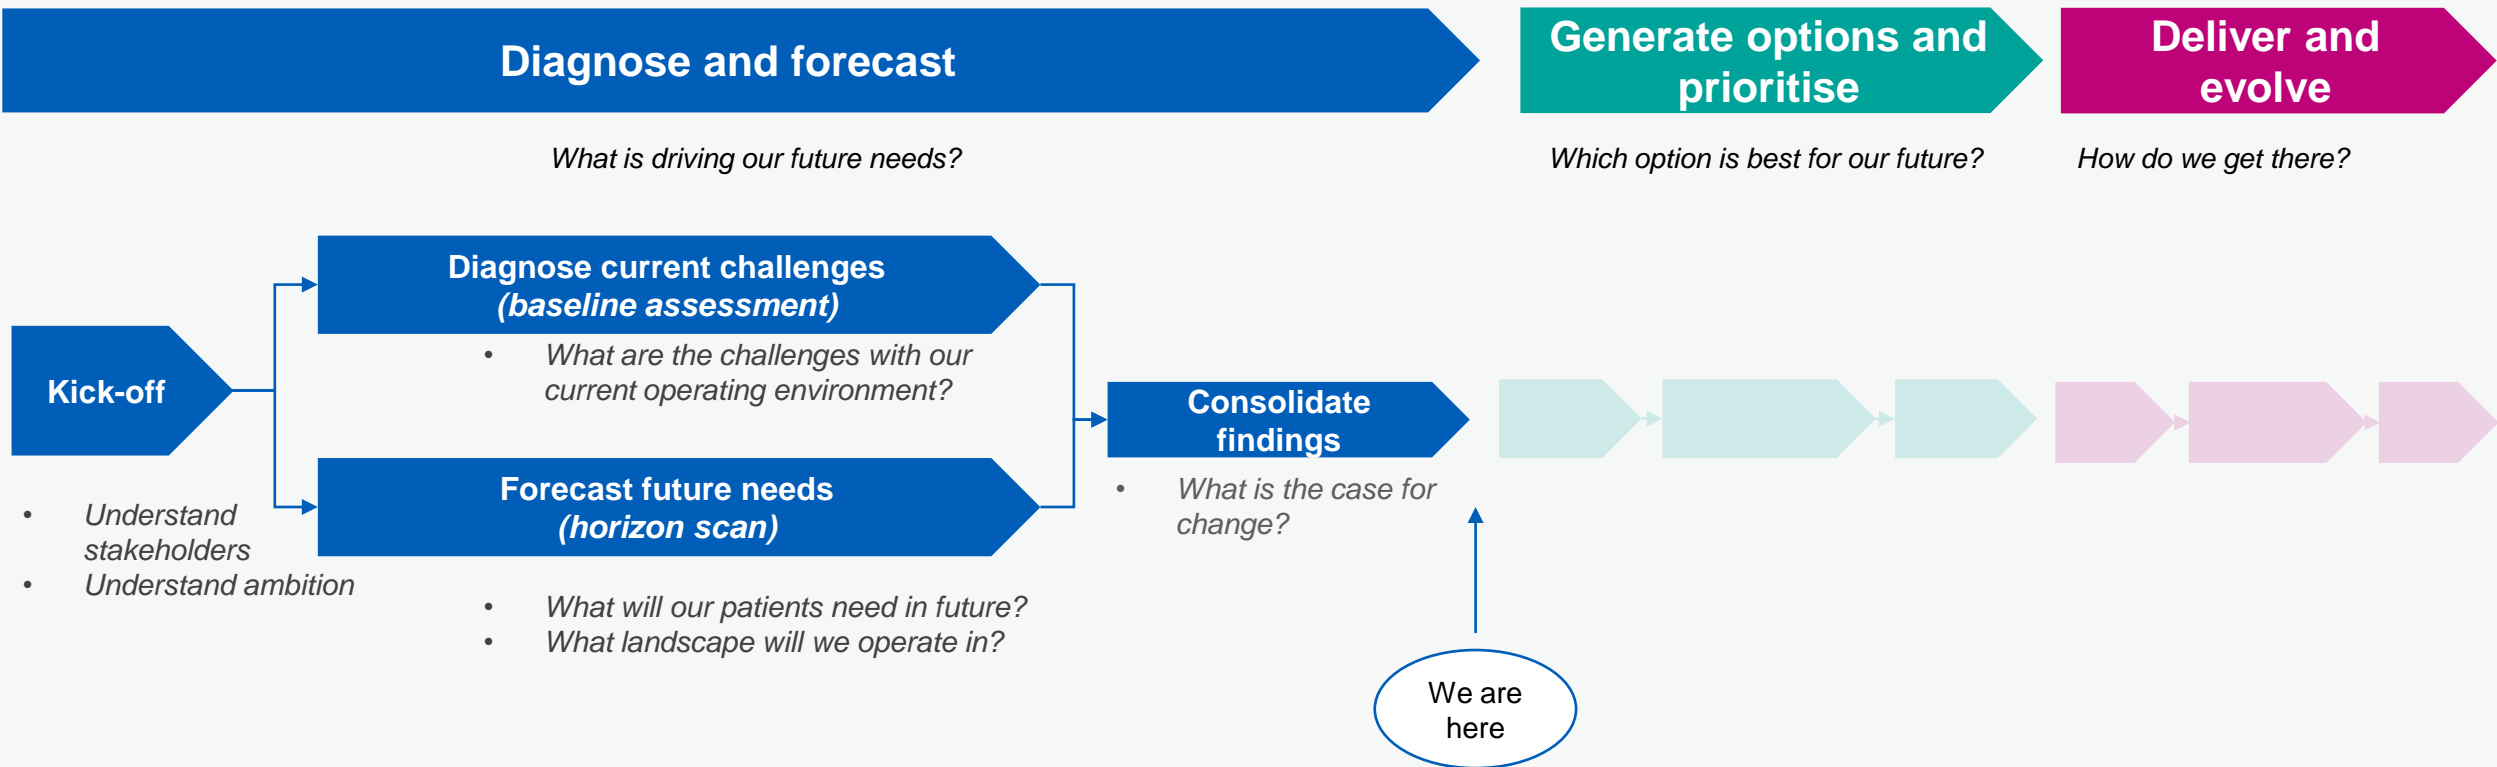 Diagnose and forecast
Generate options and
prioritise
Deliver and
evolve
What is driving our future needs?
Which option is best for our future?
How do we get there?
Kick-off
• Understand
stakeholders
• Understand ambition
Diagnose current challenges
(baseline assessment)
• What are the challenges with our
current operating environment?
Forecast future needs
(horizon scan)
• What will our patients need in future?
• What landscape will we operate in?
Consolidate
findings
• What is the case for
change?
We are
here